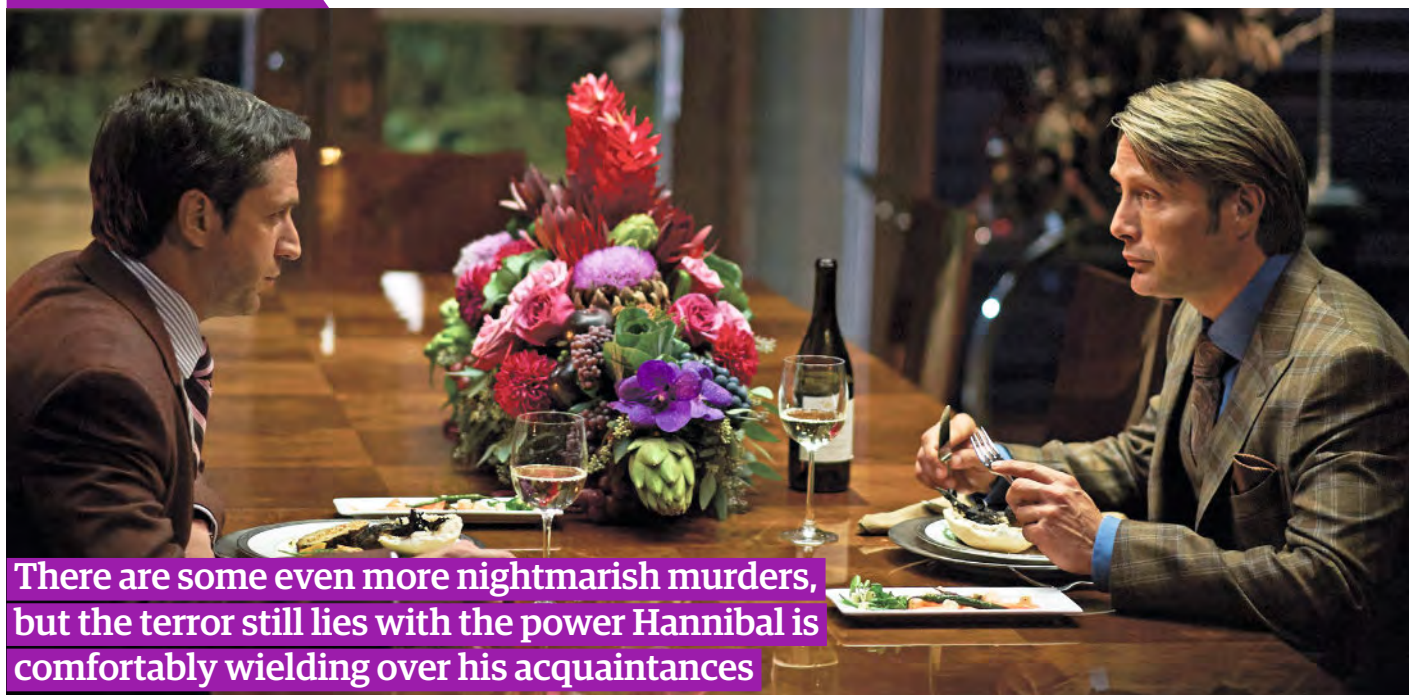 There are some even more nightmarish murders,
but the terror still lies with the power Hannibal is
comfortably wielding over his acquaintances